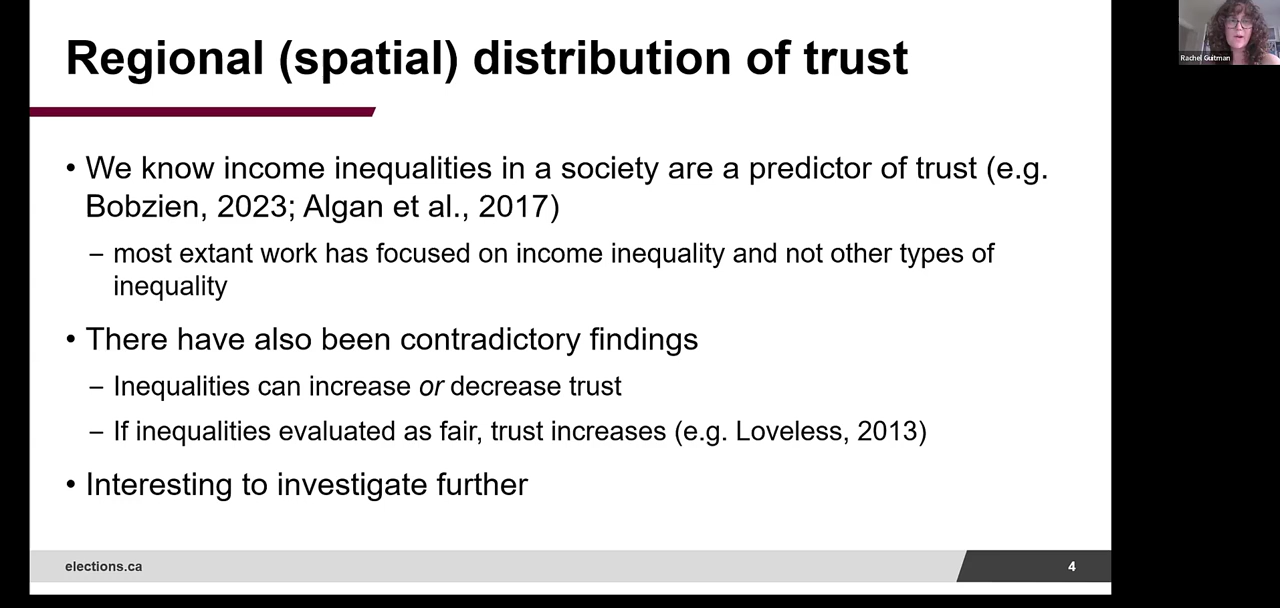 Regional (spatial) distribution of trust
Rachel Guitman
• We know income inequalities in a society are a predictor of trust (e.g.
Bobzien, 2023; Algan et al., 2017)
– most extant work has focused on income inequality and not other types of
inequality
• There have also been contradictory findings
– Inequalities can increase or decrease trust
– If inequalities evaluated as fair, trust increases (e.g. Loveless, 2013)
• Interesting to investigate further
elections.ca
4